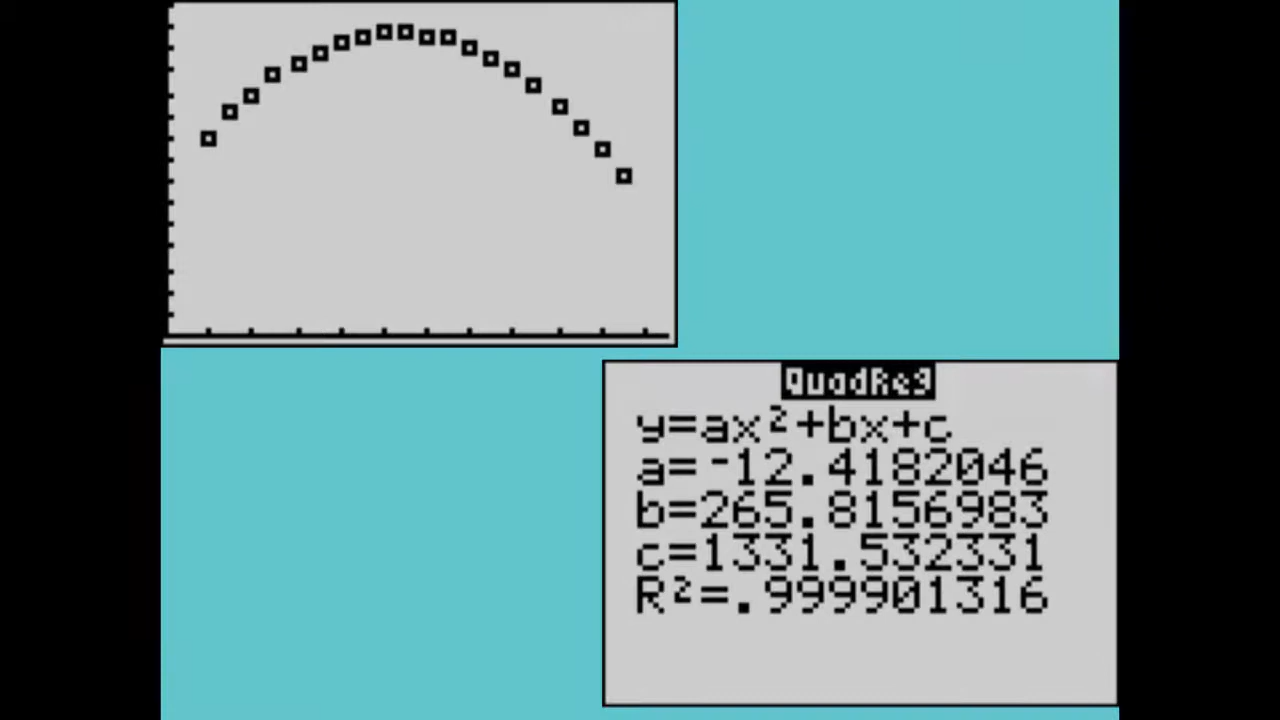 QuadReg
y=ax²+bx+c
a=⁻12.4182046
b=265.8156983
c=1331.532331
R²=.999901316